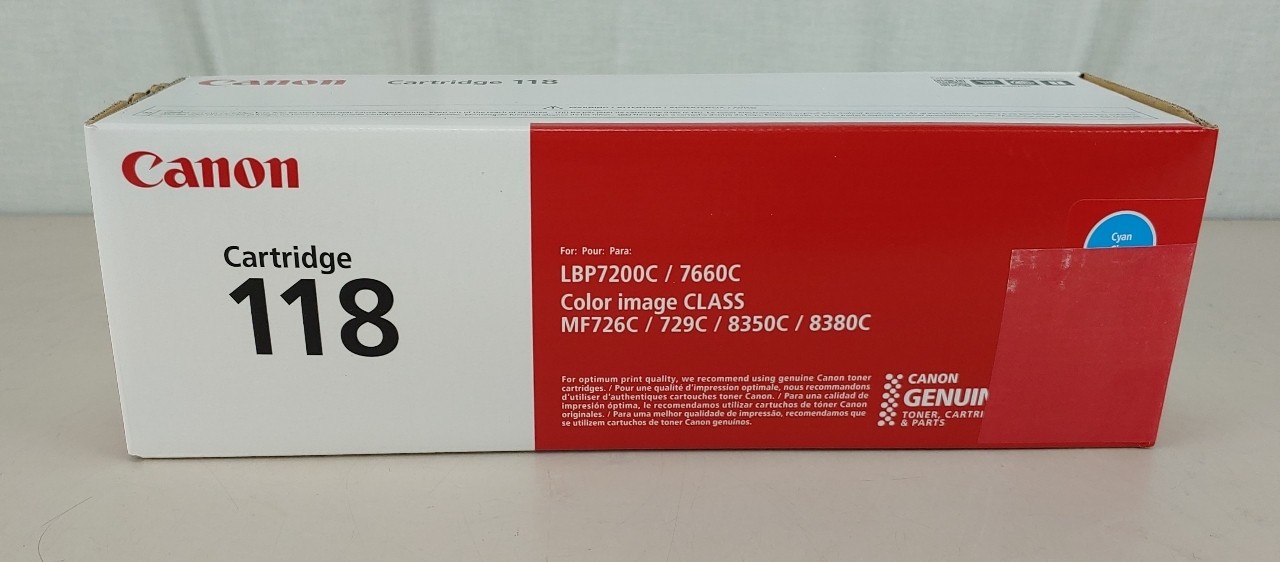 Canon Cartridge 118
Canon
Cartridge
118
For: Pour: Para:
LBP7200C / 7660C
Color image CLASS
MF726C / 729C / 8350C / 8380C
Cyan
For optimum print quality, we recommend using genuine Canon toner
cartridges. / Pour une qualité d'impression optimale, nous recommandons
d'utiliser d'authentiques cartouches toner Canon. / Para una calidad de
impresión óptima, le recomendamos utilizar cartuchos de tóner Canon
originales. / Para uma melhor qualidade de impressão, recomendamos que
se utilizem cartuchos de toner Canon genuínos.
CANON
GENUIN
TONER, CARTRI
& PARTS